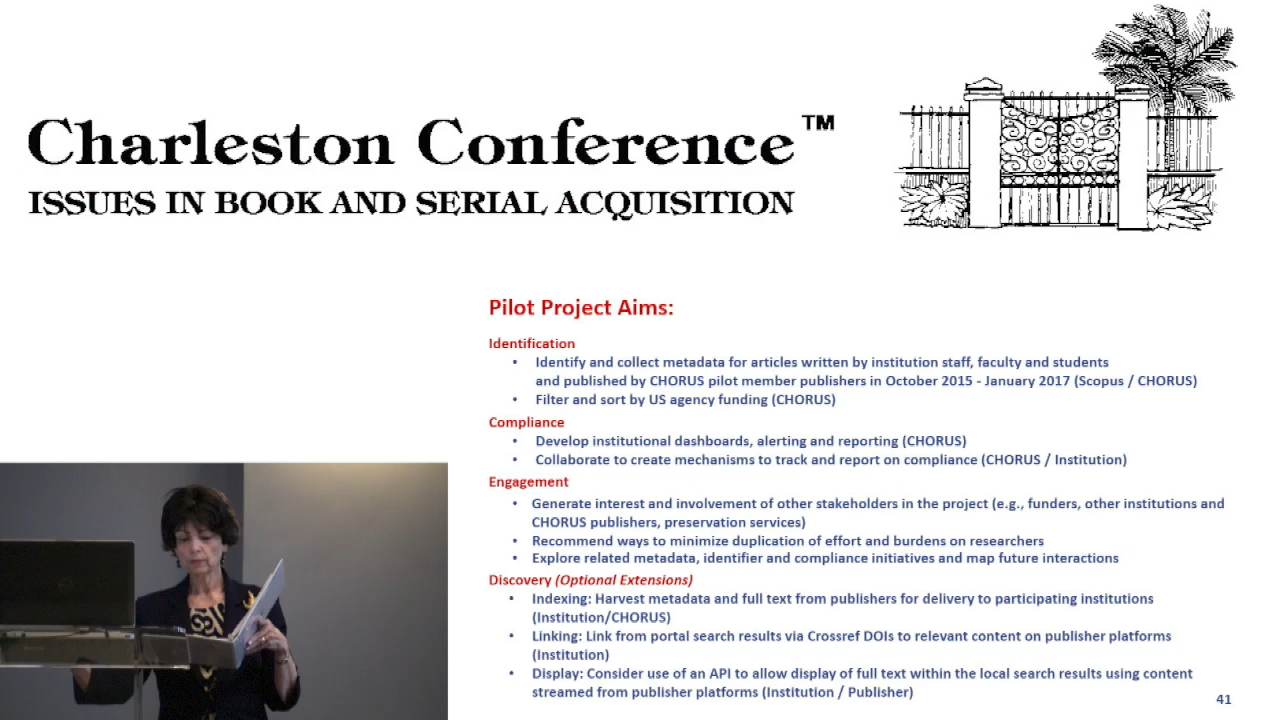 Charleston Conference™
ISSUES IN BOOK AND SERIAL ACQUISITION
Pilot Project Aims:
Identification
• Identify and collect metadata for articles written by institution staff, faculty and students
and published by CHORUS pilot member publishers in October 2015 - January 2017 (Scopus / CHORUS)
• Filter and sort by US agency funding (CHORUS)
Compliance
• Develop institutional dashboards, alerting and reporting (CHORUS)
• Collaborate to create mechanisms to track and report on compliance (CHORUS / Institution)
Engagement
• Generate interest and involvement of other stakeholders in the project (e.g., funders, other institutions and
CHORUS publishers, preservation services)
• Recommend ways to minimize duplication of effort and burdens on researchers
• Explore related metadata, identifier and compliance initiatives and map future interactions
Discovery (Optional Extensions)
• Indexing: Harvest metadata and full text from publishers for delivery to participating institutions
(Institution/CHORUS)
• Linking: Link from portal search results via Crossref DOIs to relevant content on publisher platforms
(Institution)
• Display: Consider use of an API to allow display of full text within the local search results using content
streamed from publisher platforms (Institution / Publisher)
41